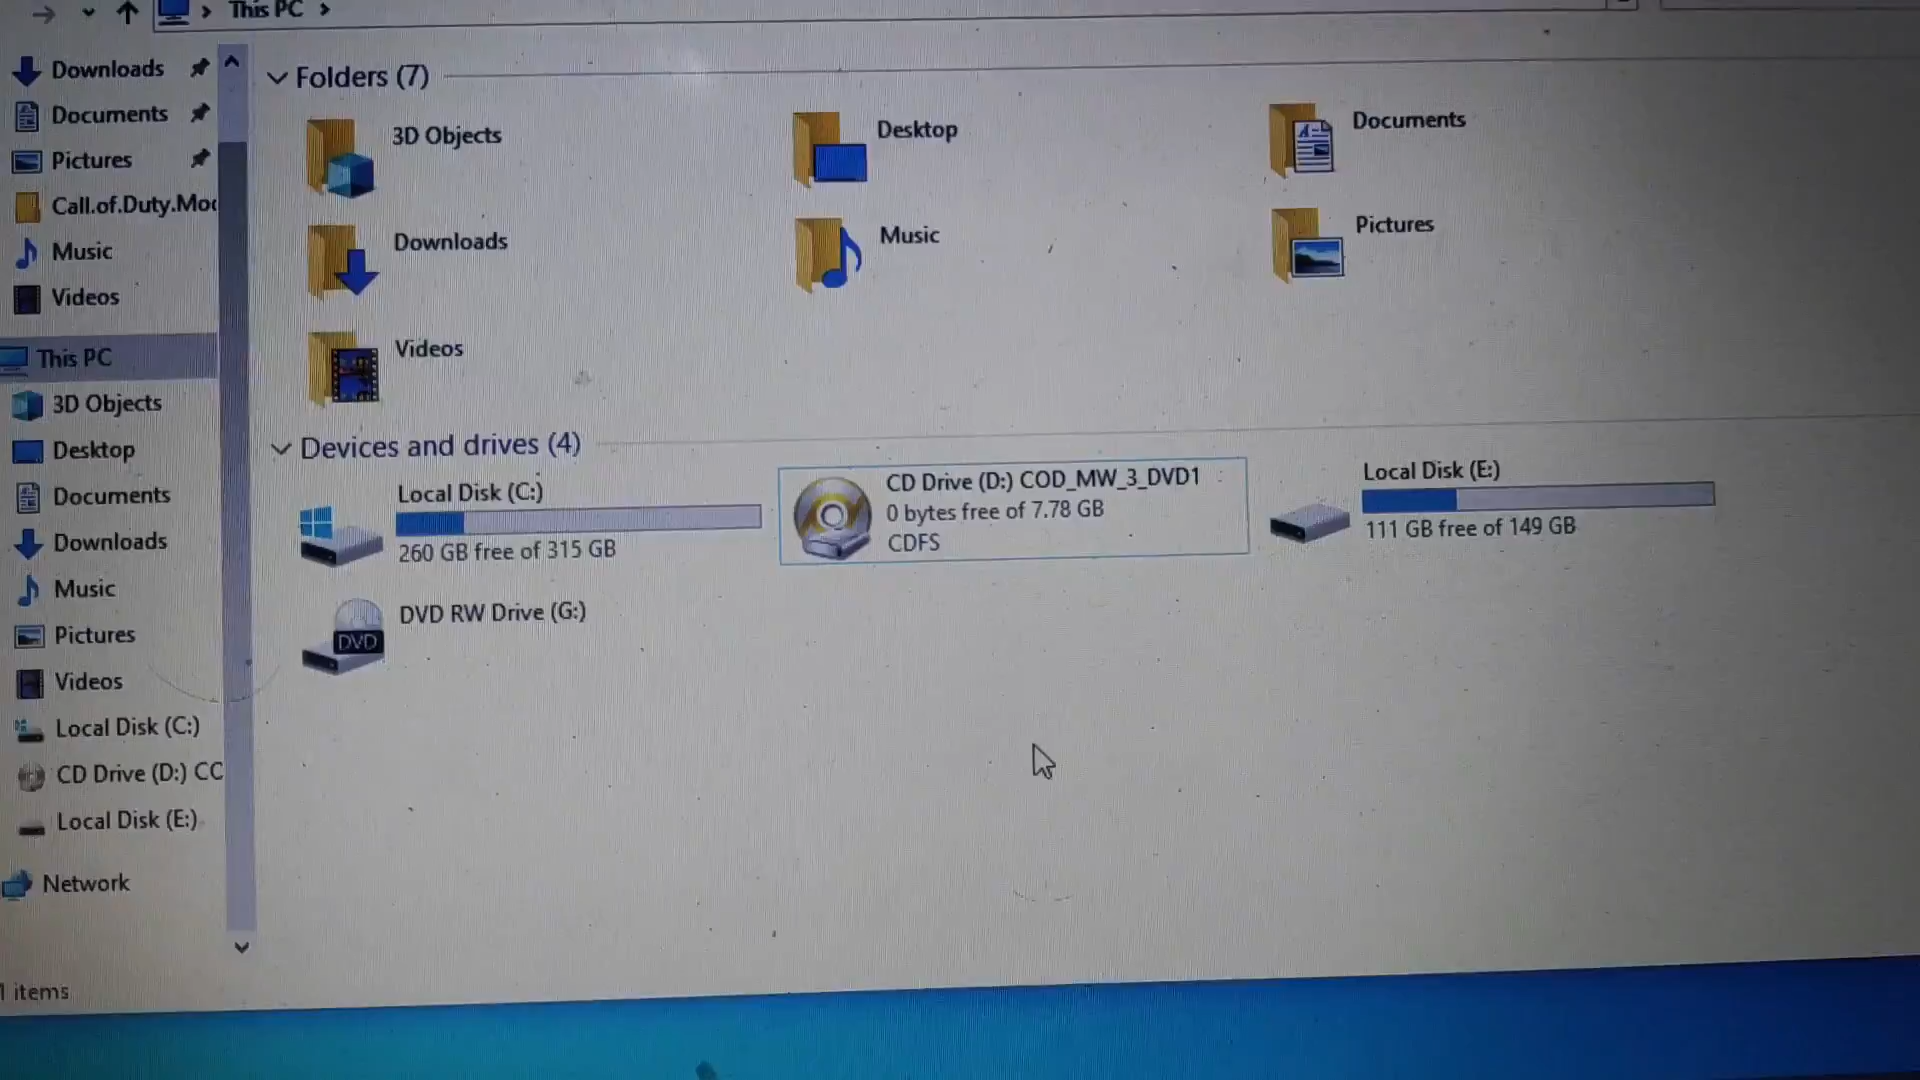 This PC
Downloads
Documents
Pictures
Call.of.Duty.Mo
Music
Videos
This PC
3D Objects
Desktop
Documents
Downloads
Music
Pictures
Videos
Local Disk (C:)
CD Drive (D:) CC
Local Disk (E:)
Network
1 items
Folders (7)
3D Objects
Desktop
Documents
Downloads
Music
Pictures
Videos
Devices and drives (4)
Local Disk (C:)
260 GB free of 315 GB
CD Drive (D:) COD_MW_3_DVD1
0 bytes free of 7.78 GB
CDFS
Local Disk (E:)
111 GB free of 149 GB
DVD RW Drive (G:)
DVD